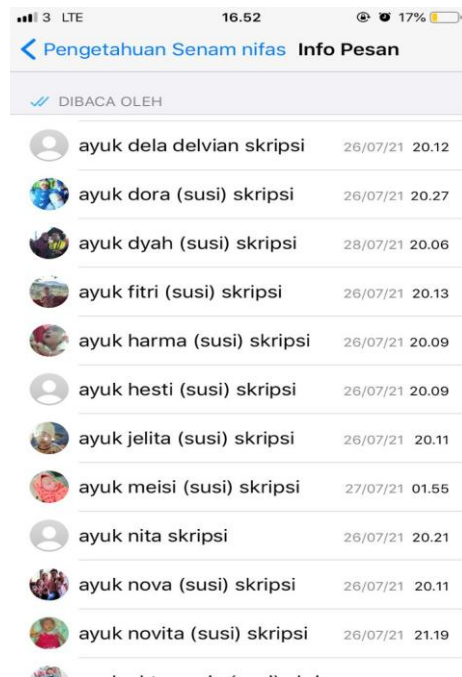 3 LTE 16.52 17%
Pengetahuan Senam nifas Info Pesan
DIBACA OLEH
ayuk dela delvian skripsi 26/07/21 20.12
ayuk dora (susi) skripsi 26/07/21 20.27
ayuk dyah (susi) skripsi 28/07/21 20.06
ayuk fitri (susi) skripsi 26/07/21 20.13
ayuk harma (susi) skripsi 26/07/21 20.09
ayuk hesti (susi) skripsi 26/07/21 20.09
ayuk jelita (susi) skripsi 26/07/21 20.11
ayuk meisi (susi) skripsi 27/07/21 01.55
ayuk nita skripsi 26/07/21 20.21
ayuk nova (susi) skripsi 26/07/21 20.11
ayuk novita (susi) skripsi 26/07/21 21.19